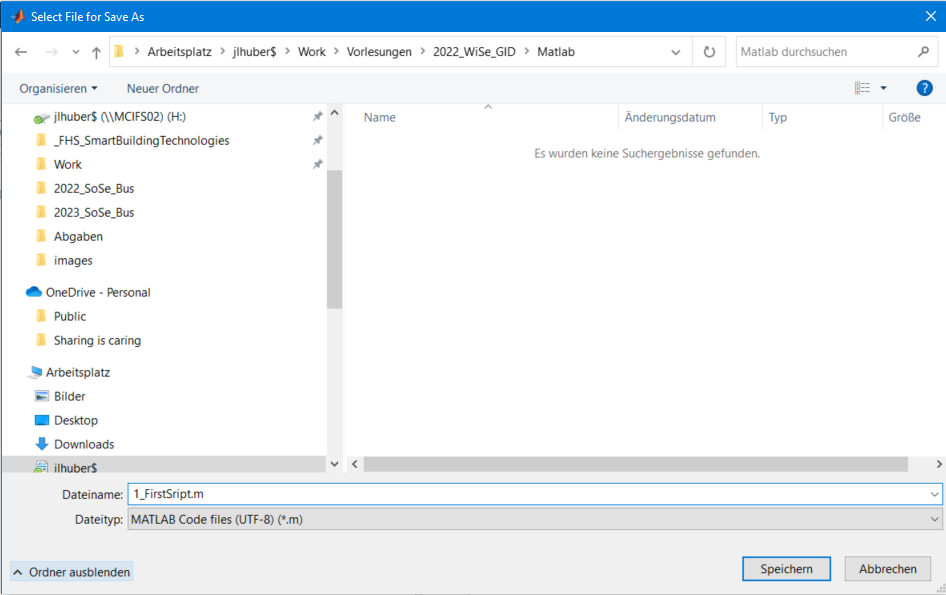 Select File for Save As
Arbeitsplatz > jlhuber$ > Work > Vorlesungen > 2022_WiSe_GID > Matlab
Matlab durchsuchen
Organisieren
Neuer Ordner
?
jlhuber$ (\\MCIFS02) (H:)
_FHS_SmartBuildingTechnologies
Work
2022_SoSe_Bus
2023_SoSe_Bus
Abgaben
images
OneDrive - Personal
Public
Sharing is caring
Arbeitsplatz
Bilder
Desktop
Downloads
jlhuber$
Name
Änderungsdatum
Typ
Größe
Es wurden keine Suchergebnisse gefunden.
Dateiname: 1_FirstSript.m
Dateityp: MATLAB Code files (UTF-8) (*.m)
Ordner ausblenden
Speichern
Abbrechen